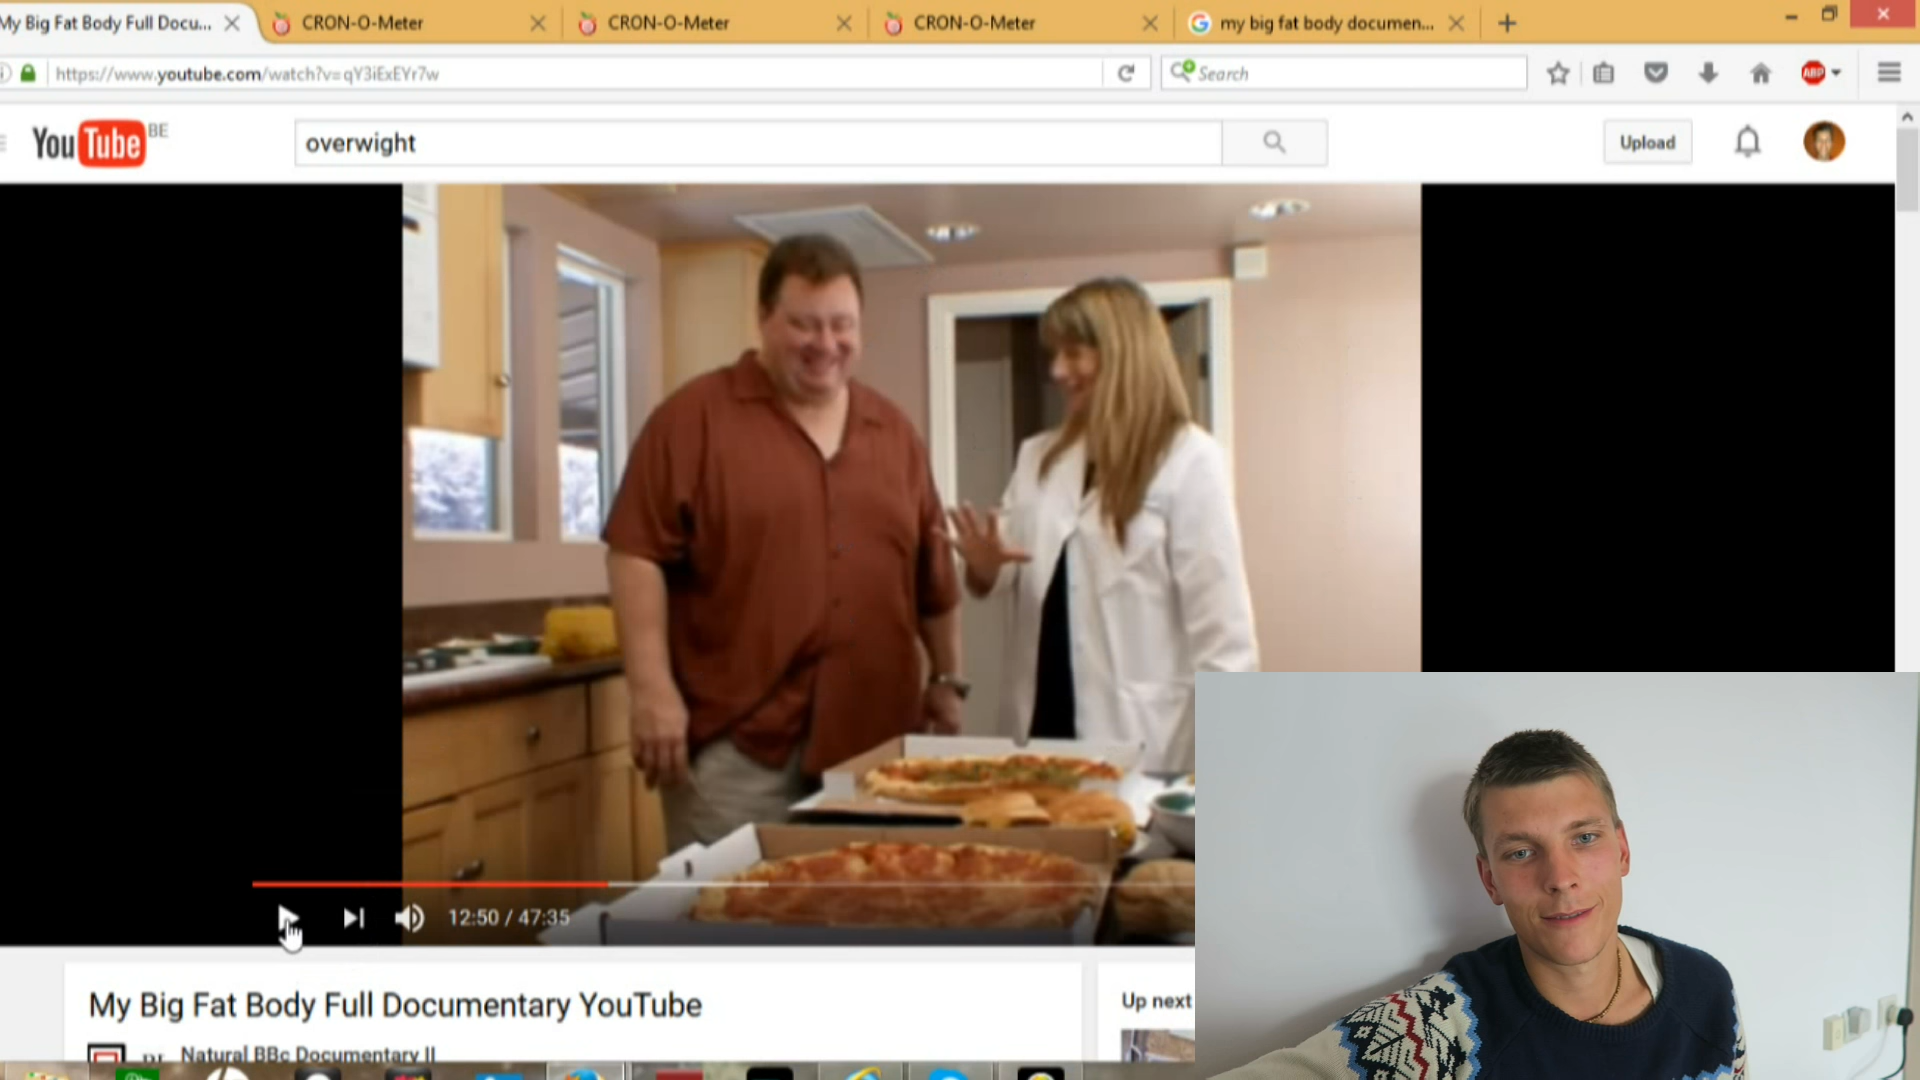 My Big Fat Body Full Docu...
CRON-O-Meter
CRON-O-Meter
CRON-O-Meter
my big fat body documen...
https://www.youtube.com/watch?v=qY3iExEYr7w
Search
ABP
YouTube BE
overwight
Upload
12:50 / 47:35
My Big Fat Body Full Documentary YouTube
Up next
Natural BBc Documentary II